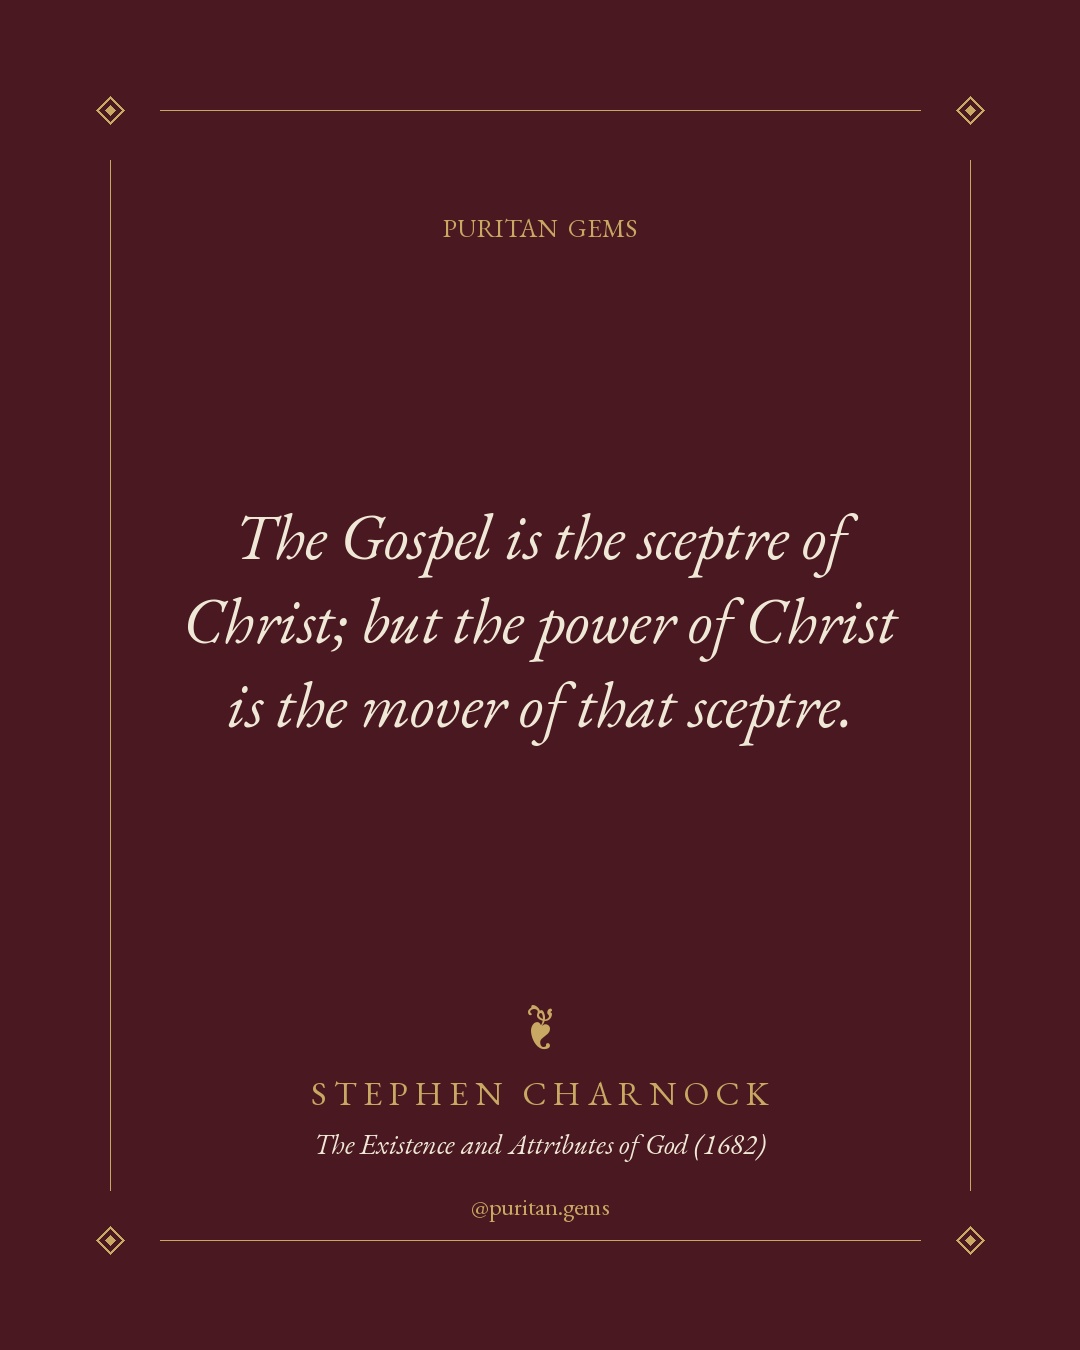 PURITAN GEMS
The Gospel is the sceptre of
Christ; but the power of Christ
is the mover of that sceptre.
STEPHEN CHARNOCK
The Existence and Attributes of God (1682)
@puritan.gems